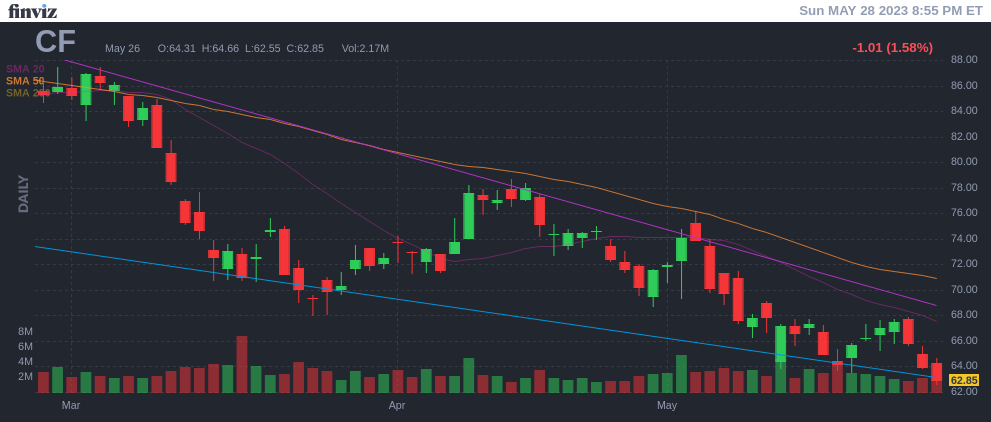 finviz
Sun MAY 28 2023 8:55 PM ET
CF
May 26 O:64.31 H:64.66 L:62.55 C:62.85 Vol:2.17M
-1.01 (1.58%)
SMA 20
SMA 50
SMA 200
DAILY
88.00
86.00
84.00
82.00
80.00
78.00
76.00
74.00
72.00
70.00
68.00
66.00
64.00
62.85
62.00
8M
6M
4M
2M
Mar
Apr
May